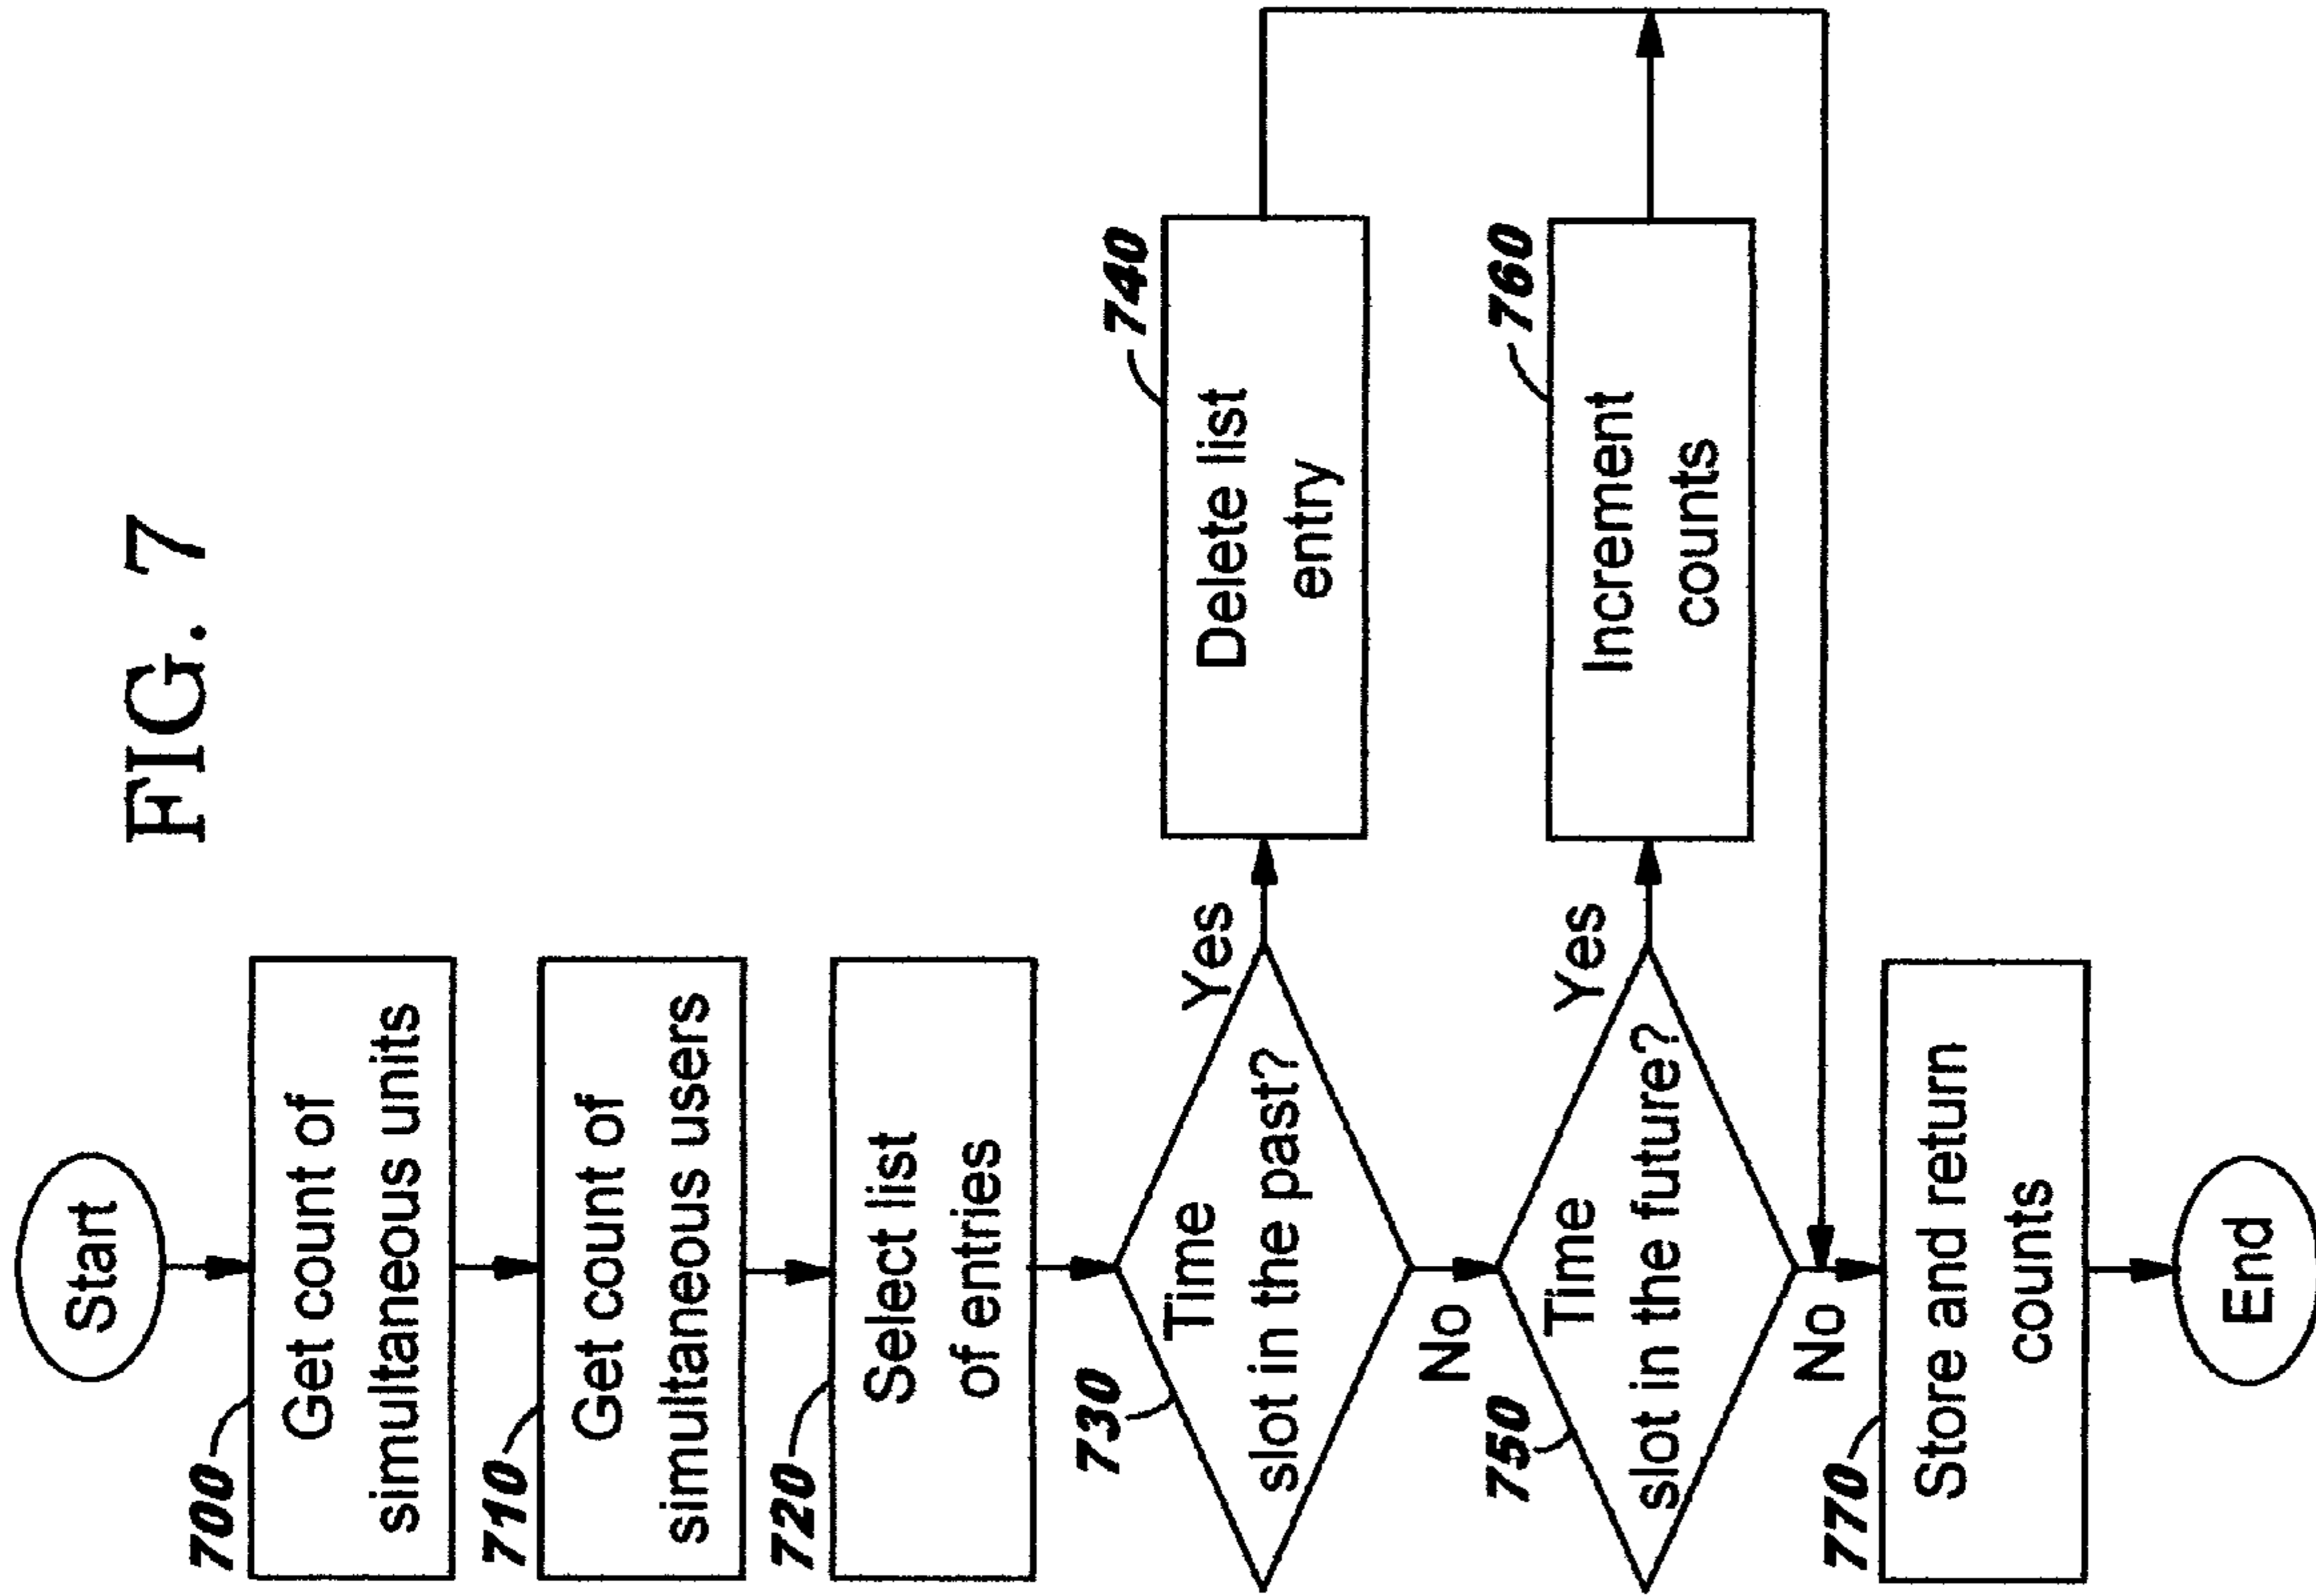 FIG. 7
Start
700
Get count of
simultaneous units
710
Get count of
simultaneous users
720
Select list
of entries
730
Time
slot in the past?
Yes
740
Delete list
entry
No
750
Time
slot in the future?
Yes
760
Increment
counts
No
770
Store and return
counts
End